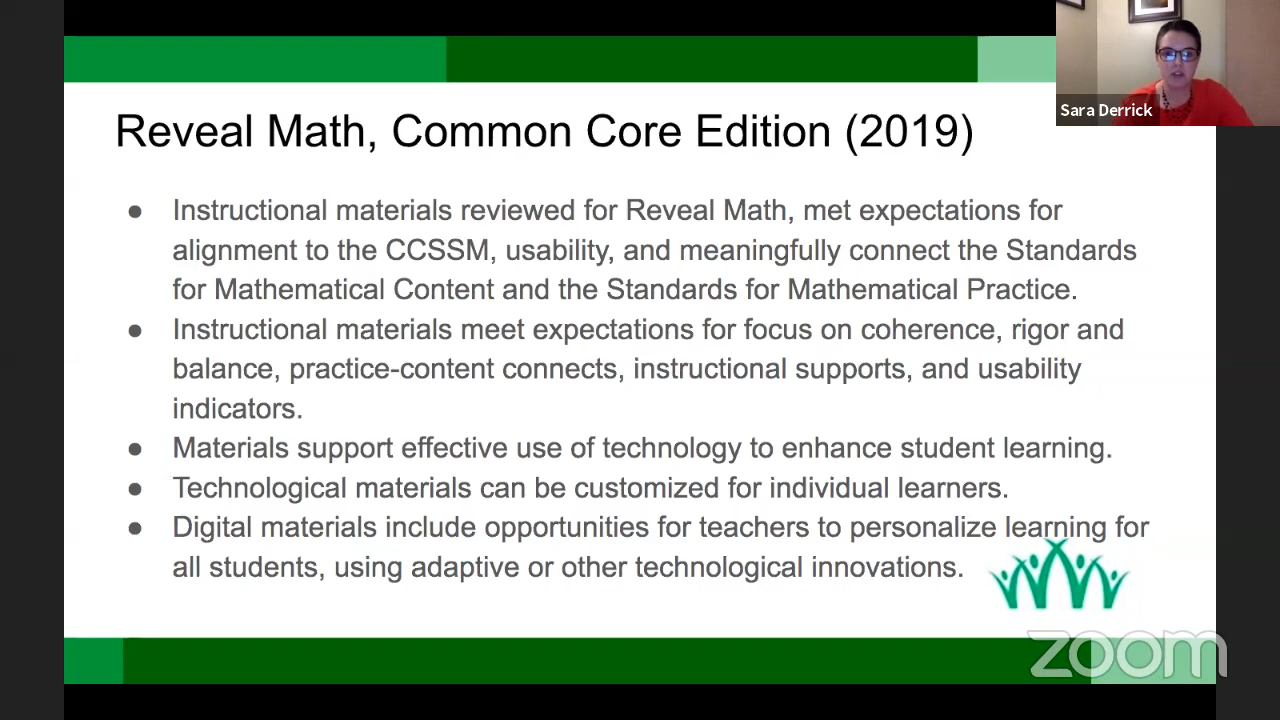 Sara Derrick
Reveal Math, Common Core Edition (2019)
● Instructional materials reviewed for Reveal Math, met expectations for
alignment to the CCSSM, usability, and meaningfully connect the Standards
for Mathematical Content and the Standards for Mathematical Practice.
● Instructional materials meet expectations for focus on coherence, rigor and
balance, practice-content connects, instructional supports, and usability
indicators.
● Materials support effective use of technology to enhance student learning.
● Technological materials can be customized for individual learners.
● Digital materials include opportunities for teachers to personalize learning for
all students, using adaptive or other technological innovations.
zoom